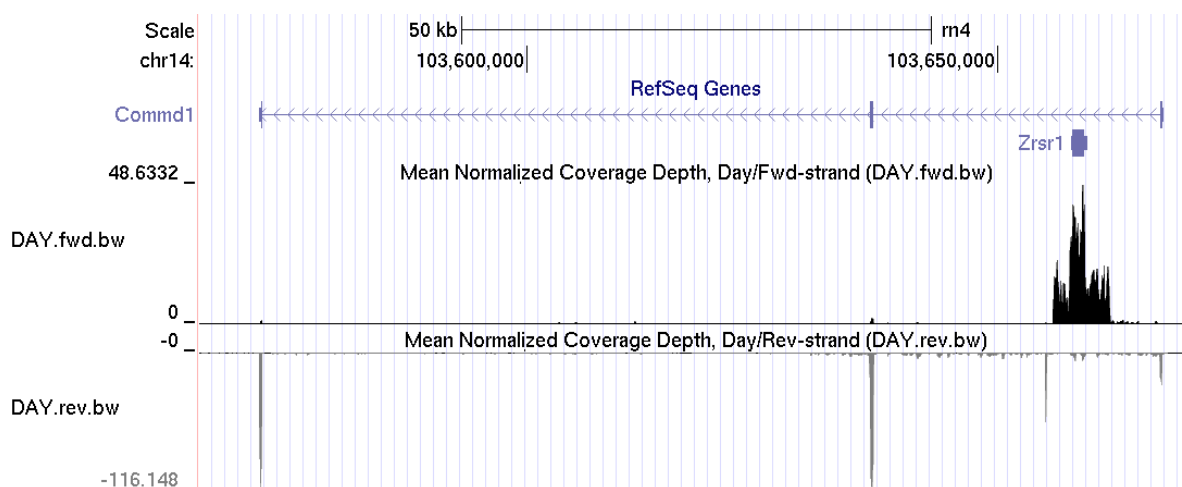 Scale 50 kb rn4
chr14: 103,600,000 103,650,000
RefSeq Genes
Commd1
Zrsr1
48.6332 _ Mean Normalized Coverage Depth, Day/Fwd-strand (DAY.fwd.bw)
DAY.fwd.bw
0 _
-0 _ Mean Normalized Coverage Depth, Day/Rev-strand (DAY.rev.bw)
DAY.rev.bw
-116.148